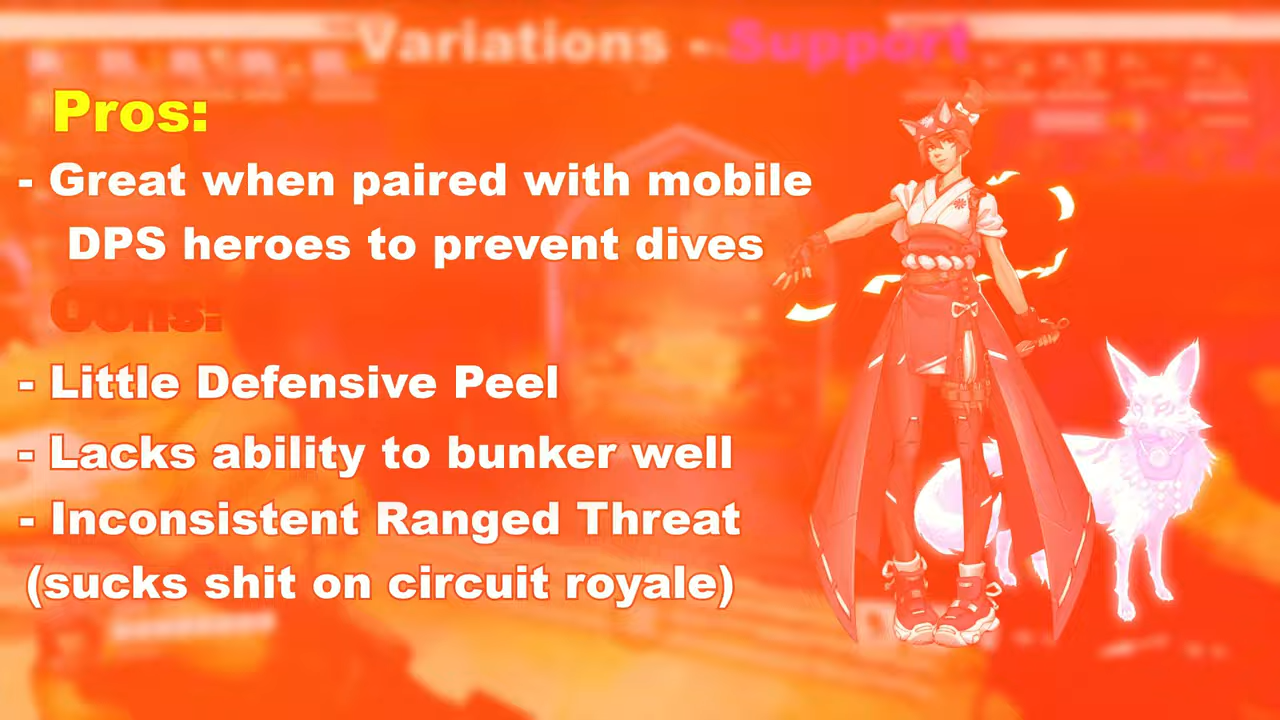 Variations - Support
Pros:
- Great when paired with mobile
DPS heroes to prevent dives
Cons:
- Little Defensive Peel
- Lacks ability to bunker well
- Inconsistent Ranged Threat
(sucks shit on circuit royale)